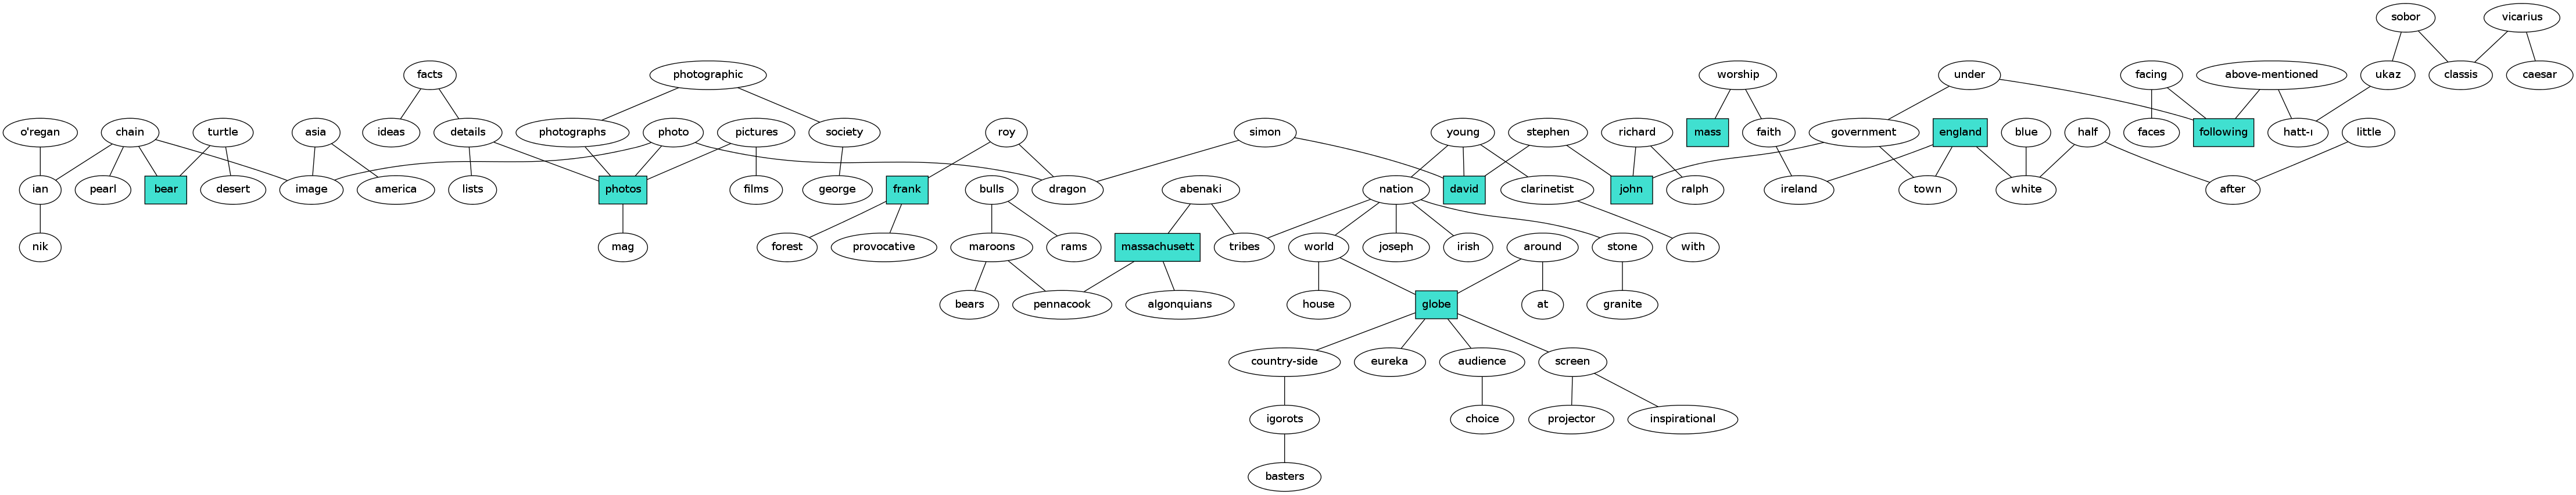 sobor
vicarius
facts
photographic
worship
under
facing
above-mentioned
ukaz
classis
caesar
o'regan
chain
turtle
asia
ideas
details
photographs
photo
pictures
society
roy
simon
young
stephen
richard
mass
faith
government
england
blue
half
faces
following
hatt-ı
little
ian
pearl
bear
desert
image
america
lists
photos
films
george
frank
bulls
dragon
abenaki
nation
david
clarinetist
john
ralph
ireland
town
white
after
nik
mag
forest
provocative
maroons
rams
massachusett
tribes
world
joseph
irish
around
stone
with
bears
pennacook
algonquians
house
globe
at
granite
country-side
eureka
audience
screen
igorots
choice
projector
inspirational
basters